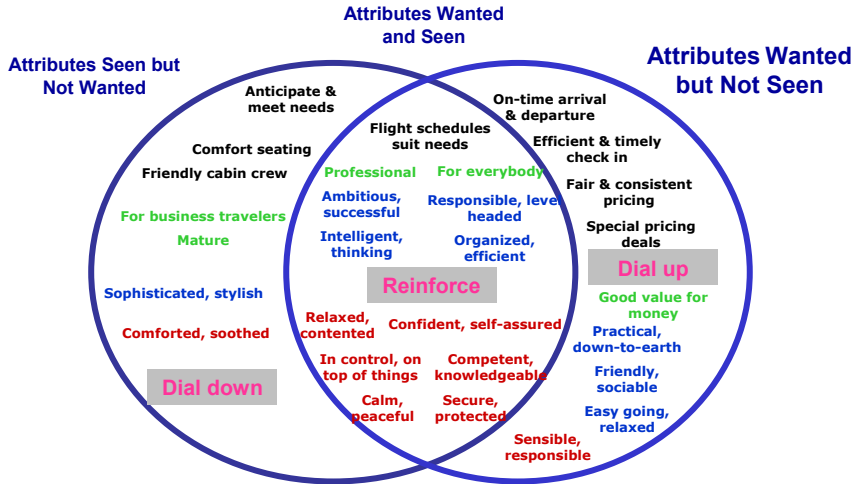 Attributes Wanted
and Seen
Attributes Seen but
Not Wanted
Attributes Wanted
but Not Seen
Anticipate &
meet needs
Comfort seating
Friendly cabin crew
For business travelers
Mature
Sophisticated, stylish
Comforted, soothed
Dial down
Flight schedules
suit needs
Professional
For everybody
Ambitious,
successful
Responsible, level
headed
Intelligent,
thinking
Organized,
efficient
Reinforce
Relaxed,
contented
Confident, self-assured
In control, on
top of things
Competent,
knowledgeable
Calm,
peaceful
Secure,
protected
On-time arrival
& departure
Efficient & timely
check in
Fair & consistent
pricing
Special pricing
deals
Dial up
Good value for
money
Practical,
down-to-earth
Friendly,
sociable
Easy going,
relaxed
Sensible,
responsible